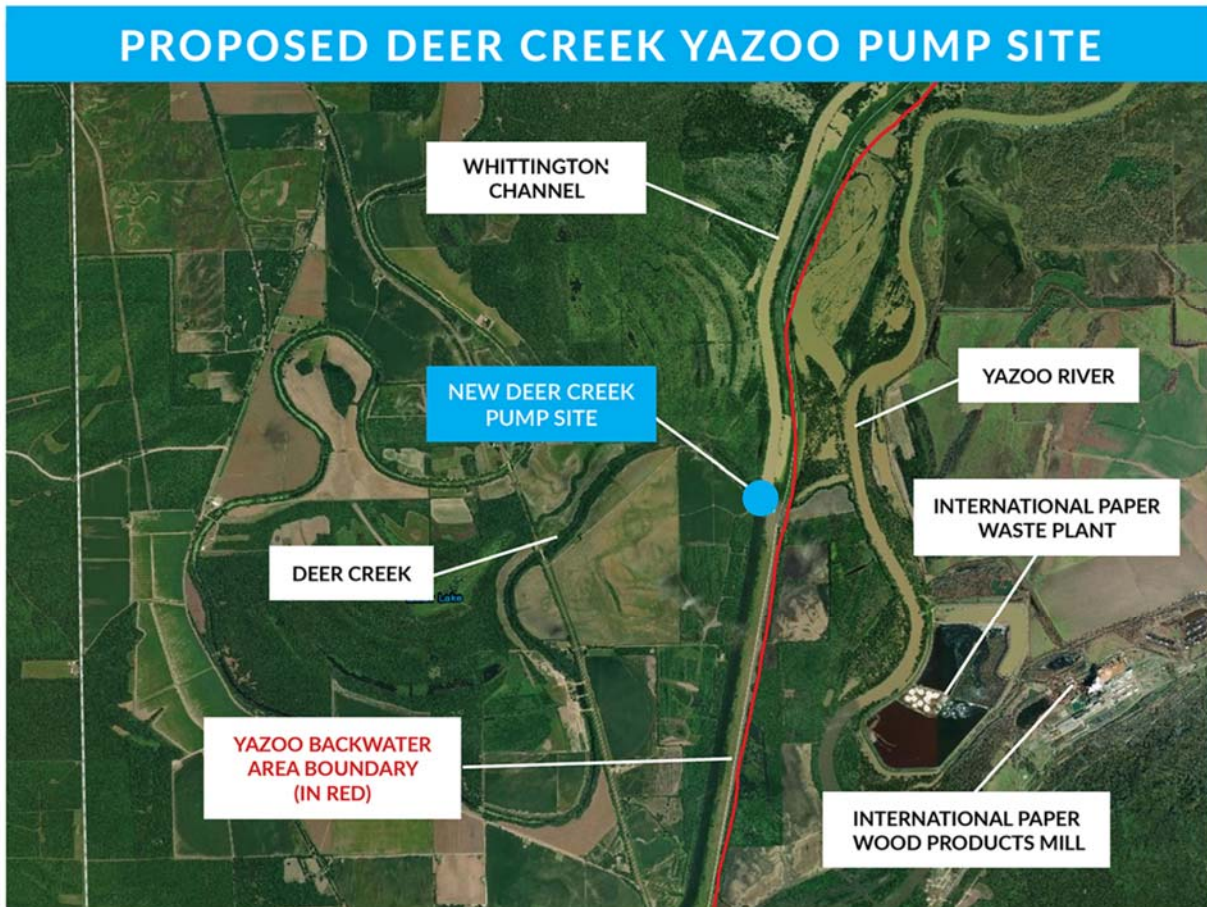 PROPOSED DEER CREEK YAZOO PUMP SITE
WHITTINGTON
CHANNEL
NEW DEER CREEK
PUMP SITE
YAZOO RIVER
INTERNATIONAL PAPER
WASTE PLANT
DEER CREEK
Lake
YAZOO BACKWATER
AREA BOUNDARY
(IN RED)
INTERNATIONAL PAPER
WOOD PRODUCTS MILL